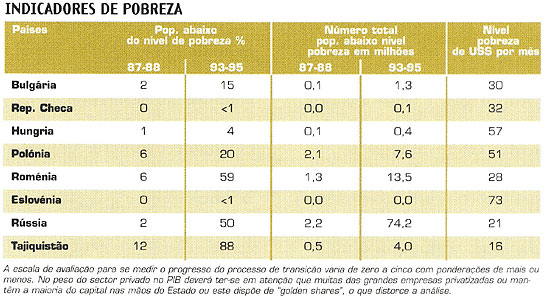 INDICADORES DE POBREZA
Países Pop. abaixo do nível de pobreza % Número total pop. abaixo nível pobreza em milhões Nível pobreza de US$ por mês
87-88 93-95 87-88 93-95
Bulgária 2 15 0,1 1,3 30
Rep. Checa 0 <1 0,0 0,1 32
Hungria 1 4 0,1 0,4 57
Polónia 6 20 2,1 7,6 51
Roménia 6 59 1,3 13,5 28
Eslovénia 0 <1 0,0 0,0 73
Rússia 2 50 2,2 74,2 21
Tajiquistão 12 88 0,5 4,0 16
A escala de avaliação para se medir o progresso do processo de transição varia de zero a cinco com ponderações de mais ou
menos. No peso do sector privado no PIB deverá ter-se em atenção que muitas das grandes empresas privatizadas ou man-
têm a maioria do capital nas mãos do Estado ou este dispõe de "golden shares", o que distorce a análise.